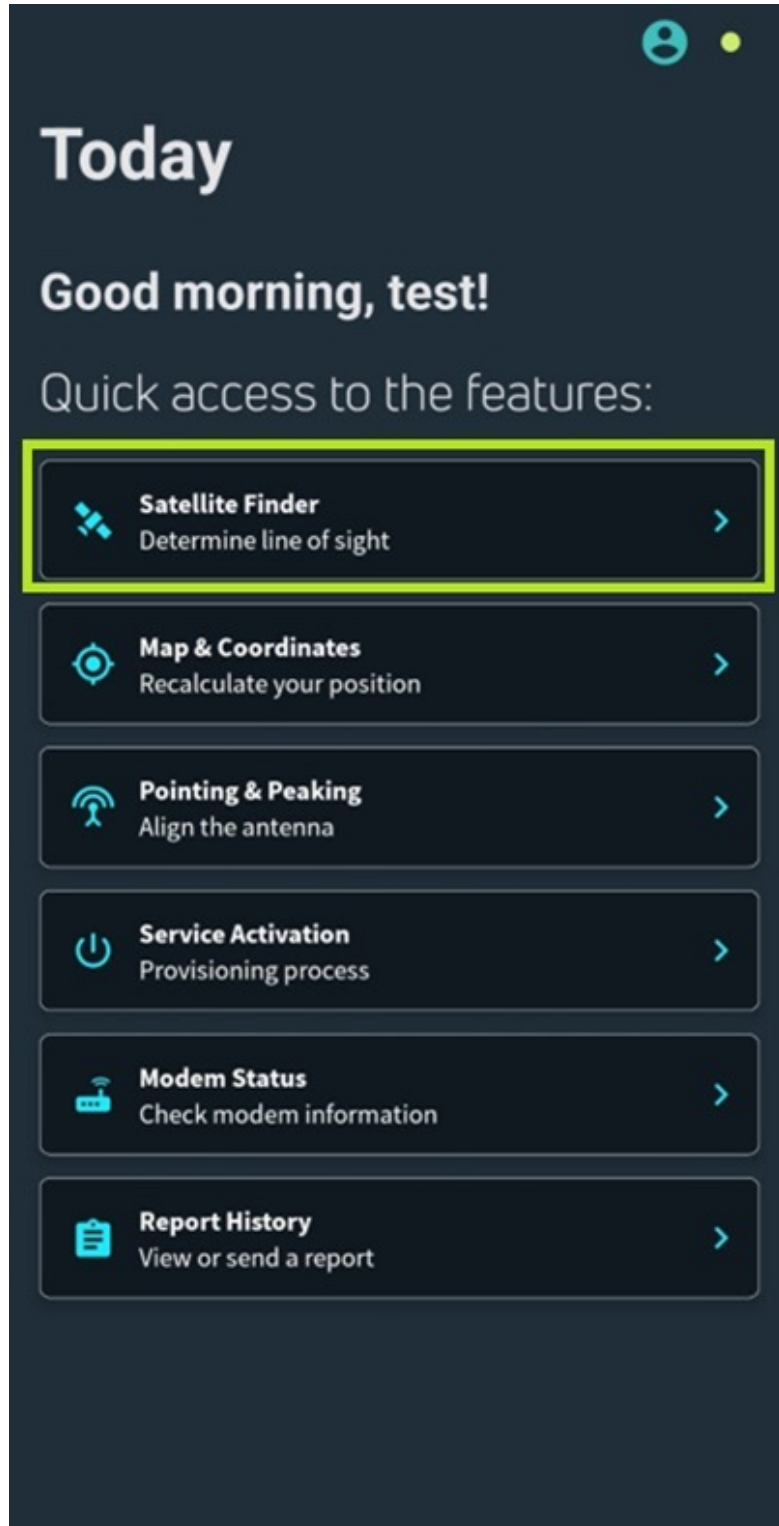 Today
Good morning, test!
Quick access to the features:
Satellite Finder
Determine line of sight
Map & Coordinates
Recalculate your position
Pointing & Peaking
Align the antenna
Service Activation
Provisioning process
Modem Status
Check modem information
Report History
View or send a report